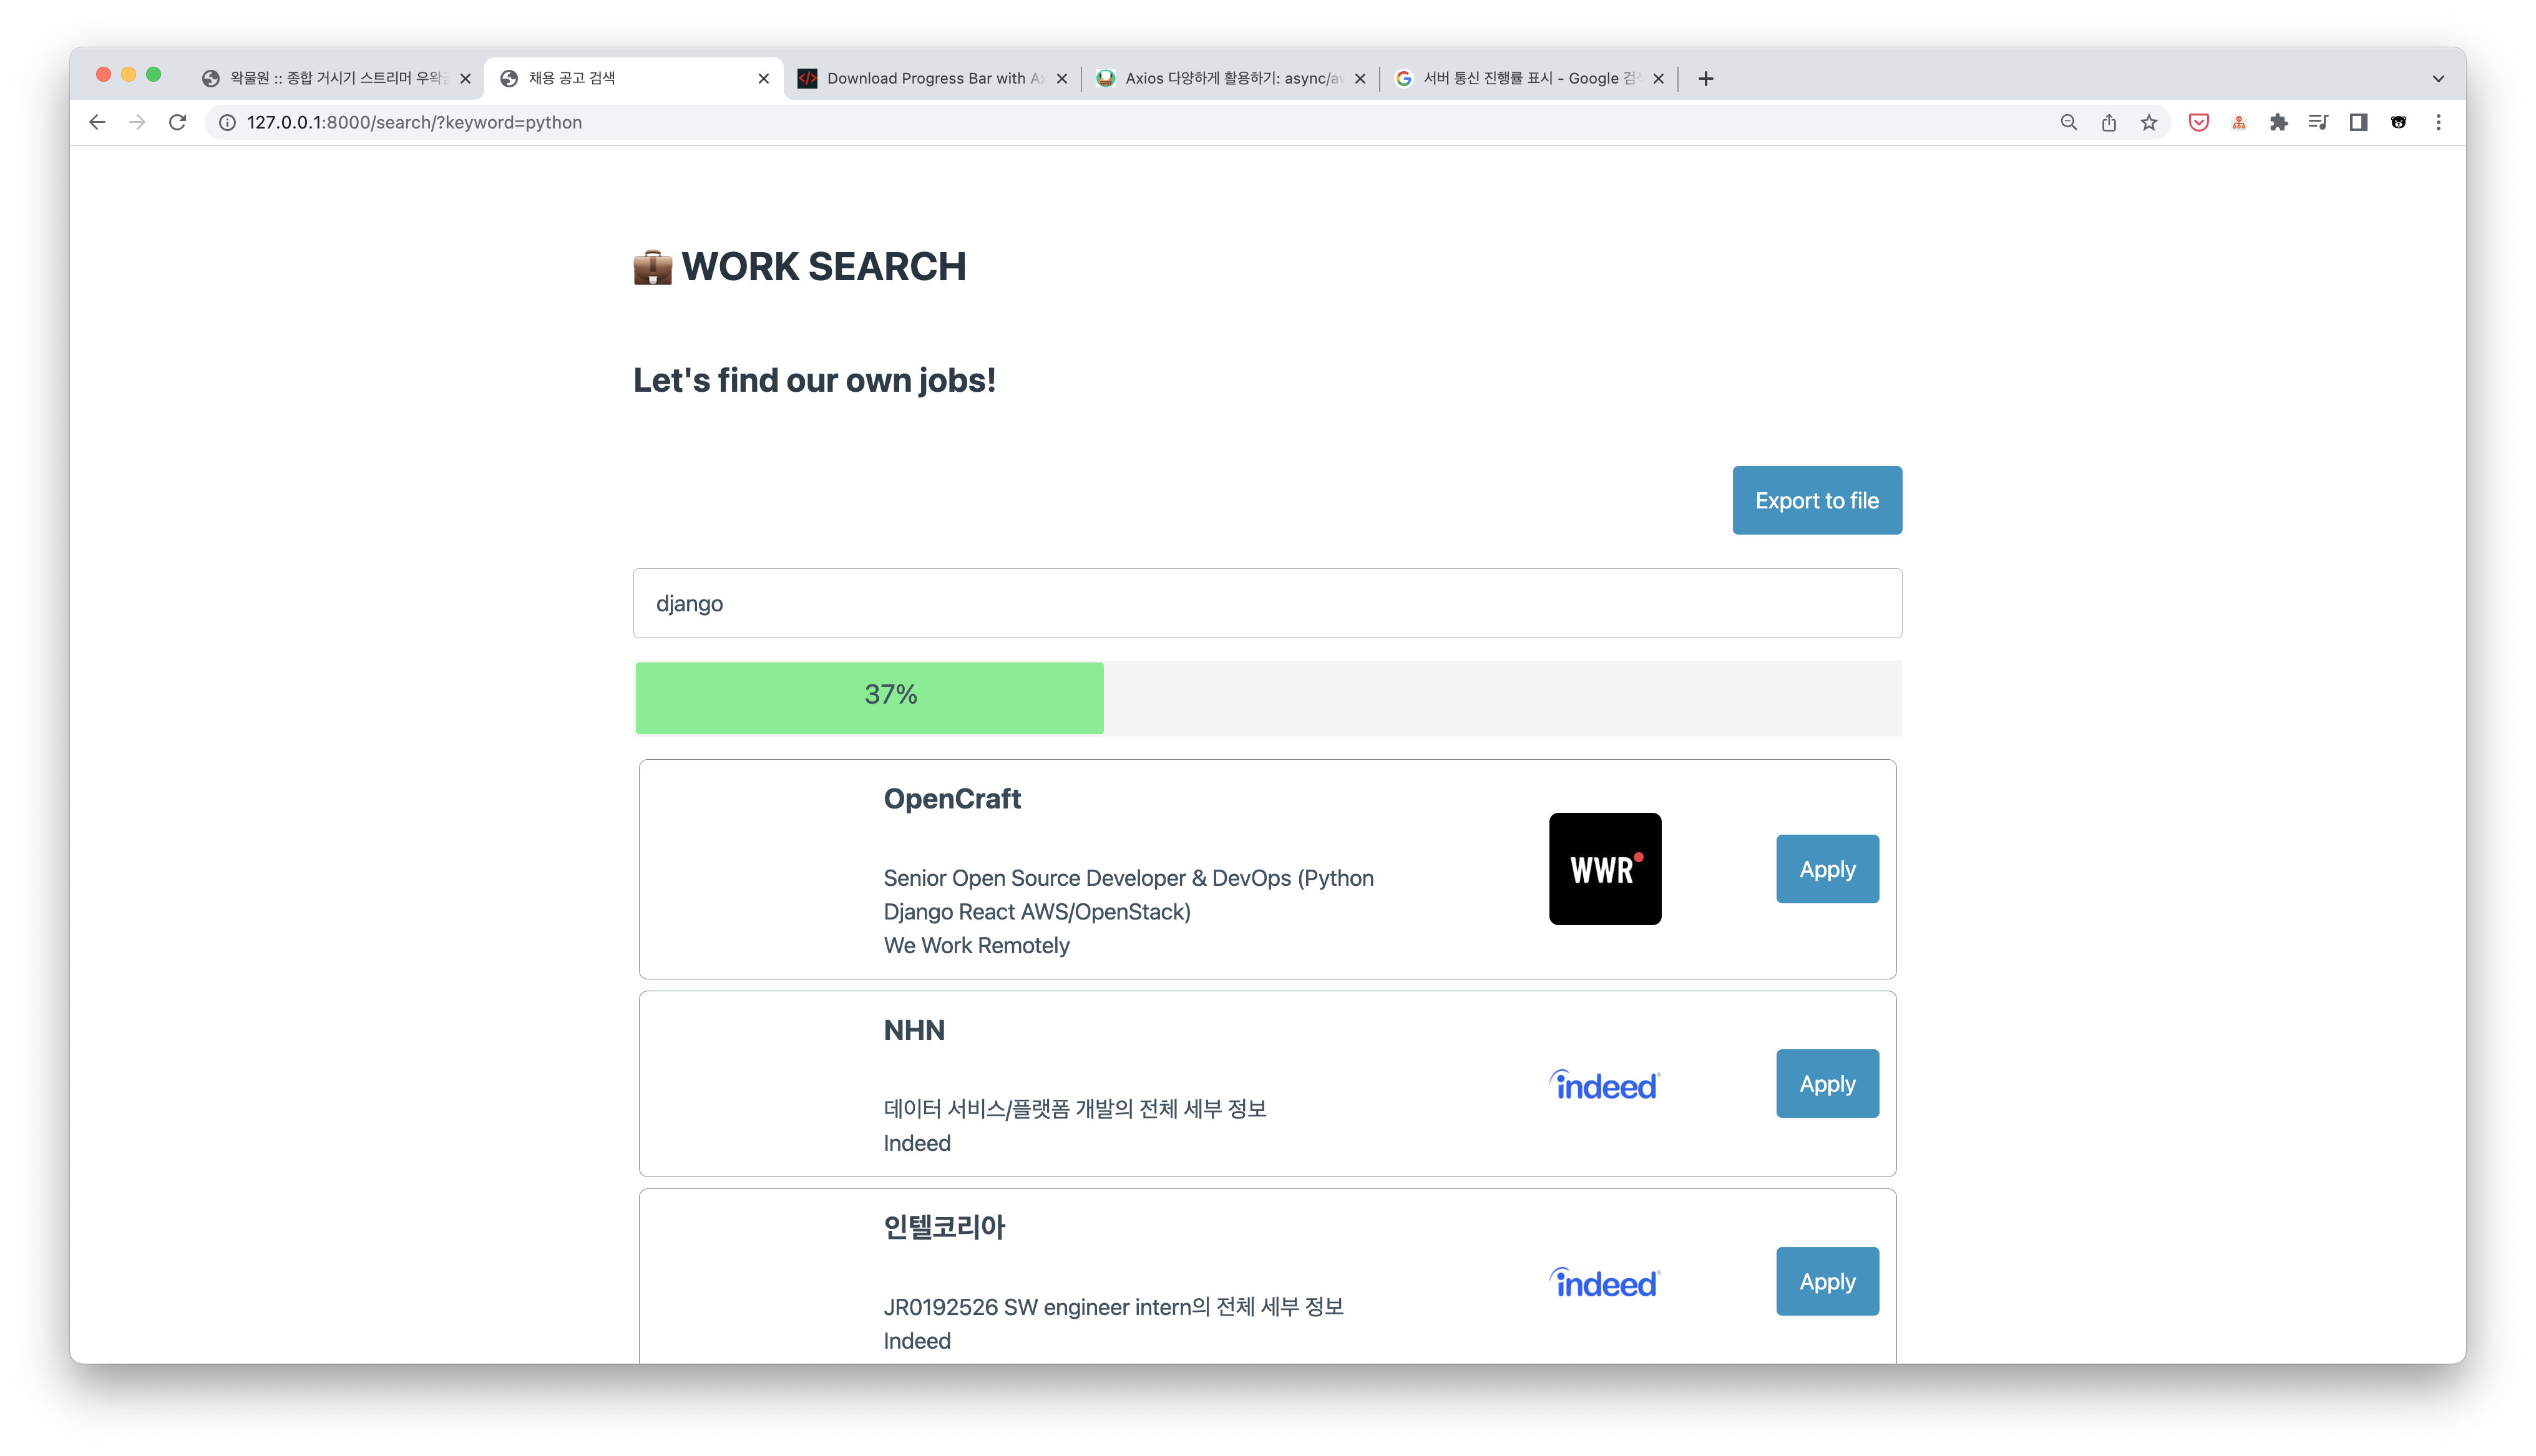 왁물원 :: 종합 거시기 스트리머 우왁
채용 공고 검색
Download Progress Bar with Ax
Axios 다양하게 활용하기: async/aw
서버 통신 진행률 표시 - Google 검색
127.0.0.1:8000/search/?keyword=python
WORK SEARCH
Let's find our own jobs!
Export to file
django
37%
OpenCraft
Senior Open Source Developer & DevOps (Python
Django React AWS/OpenStack)
We Work Remotely
WWR
Apply
NHN
데이터 서비스/플랫폼 개발의 전체 세부 정보
Indeed
indeed
Apply
인텔코리아
JR0192526 SW engineer intern의 전체 세부 정보
Indeed
indeed
Apply